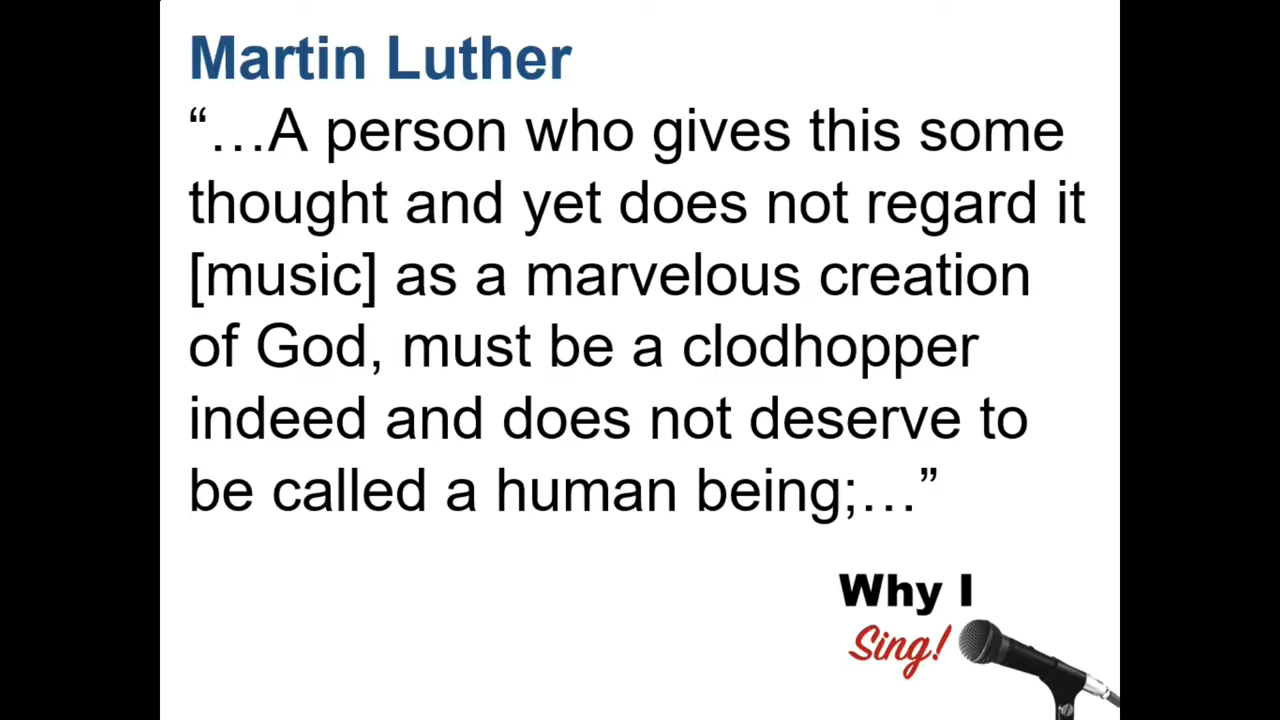 Martin Luther
“…A person who gives this some
thought and yet does not regard it
[music] as a marvelous creation
of God, must be a clodhopper
indeed and does not deserve to
be called a human being;…”
Why I
Sing!